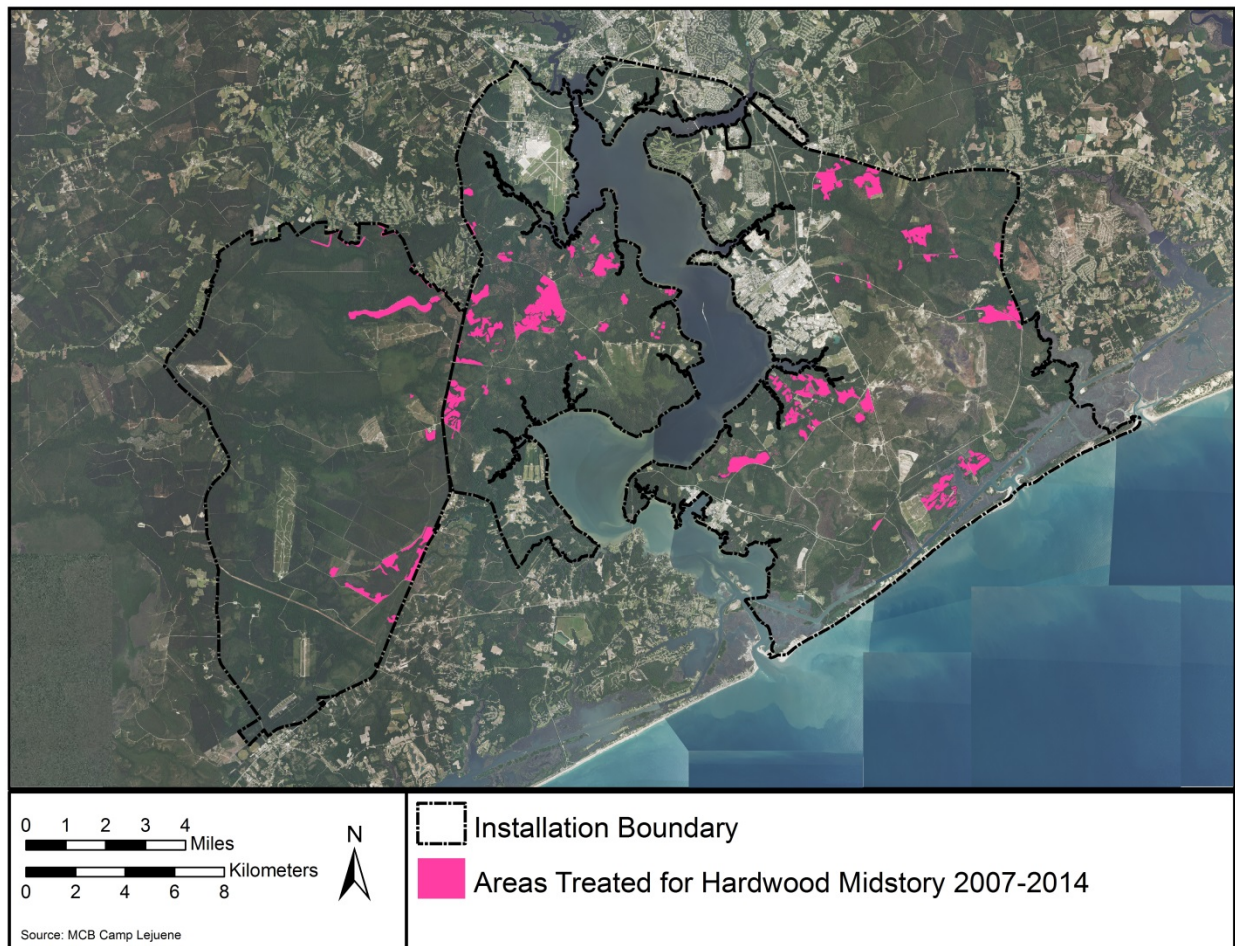 0 1 2 3 4
Miles
Kilometers
0 2 4 6 8
N
Source: MCB Camp Lejuene
Installation Boundary
Areas Treated for Hardwood Midstory 2007-2014